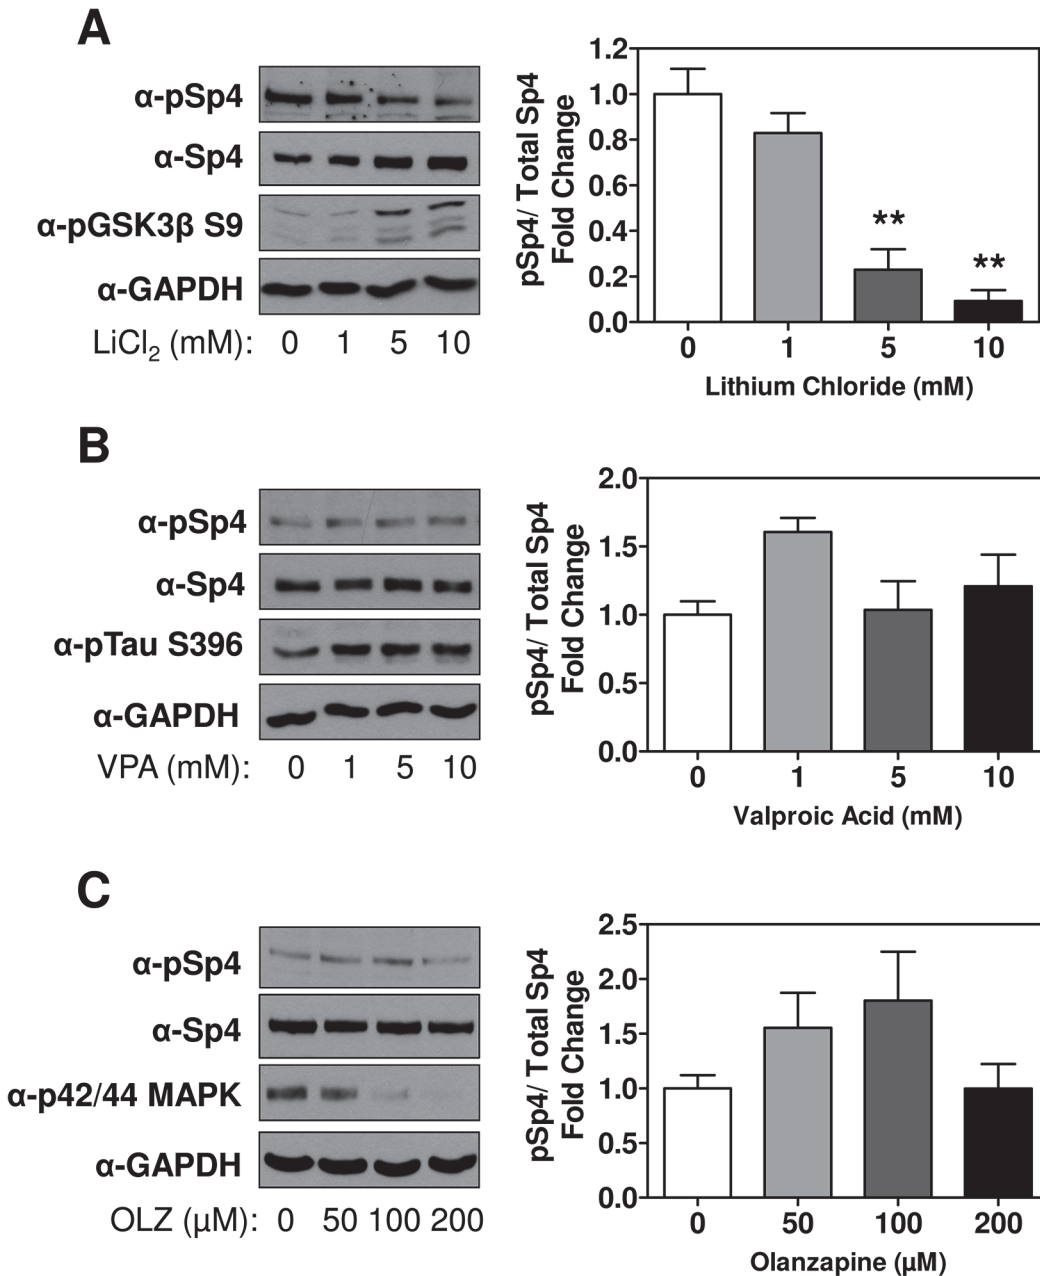 A
α-pSp4
α-Sp4
α-pGSK3β S9
α-GAPDH
LiCl2 (mM): 0 1 5 10
pSp4/ Total Sp4
Fold Change
1.2
1.0
0.8
0.6
0.4
0.2
0.0
**
**
0 1 5 10
Lithium Chloride (mM)
B
α-pSp4
α-Sp4
α-pTau S396
α-GAPDH
VPA (mM): 0 1 5 10
pSp4/ Total Sp4
Fold Change
2.0
1.5
1.0
0.5
0.0
0 1 5 10
Valproic Acid (mM)
C
α-pSp4
α-Sp4
α-p42/44 MAPK
α-GAPDH
OLZ (μM): 0 50 100 200
pSp4/ Total Sp4
Fold Change
2.5
2.0
1.5
1.0
0.5
0.0
0 50 100 200
Olanzapine (μM)